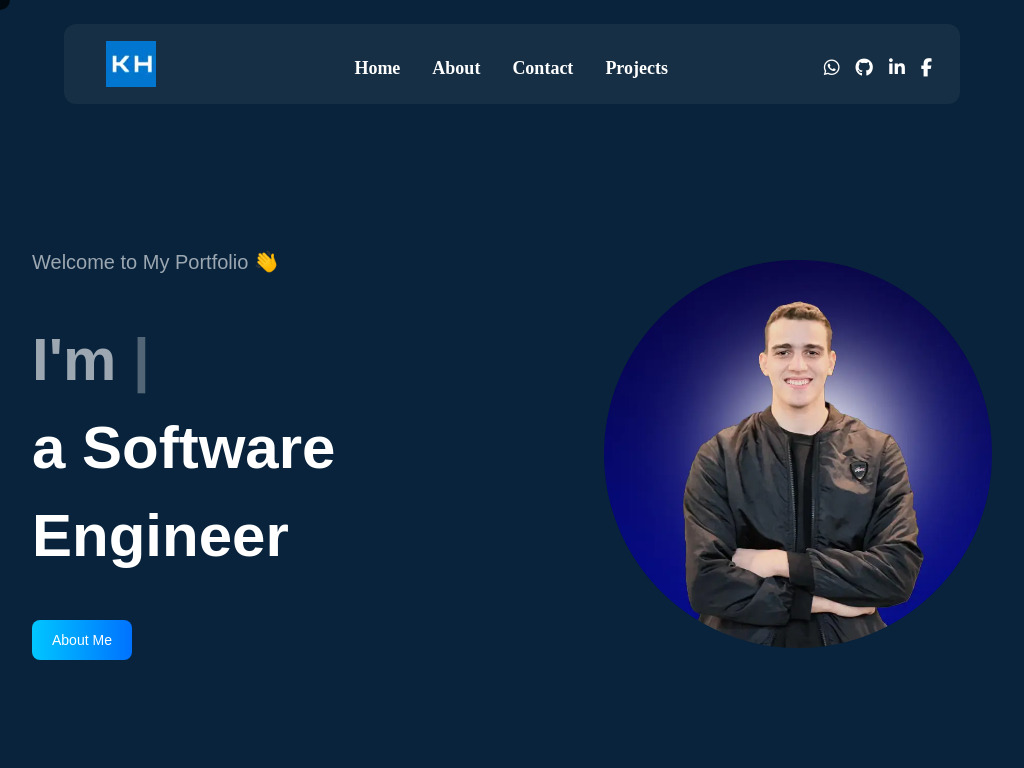 KH
Home About Contact Projects
Welcome to My Portfolio 👋
I'm |
a Software
Engineer
About Me